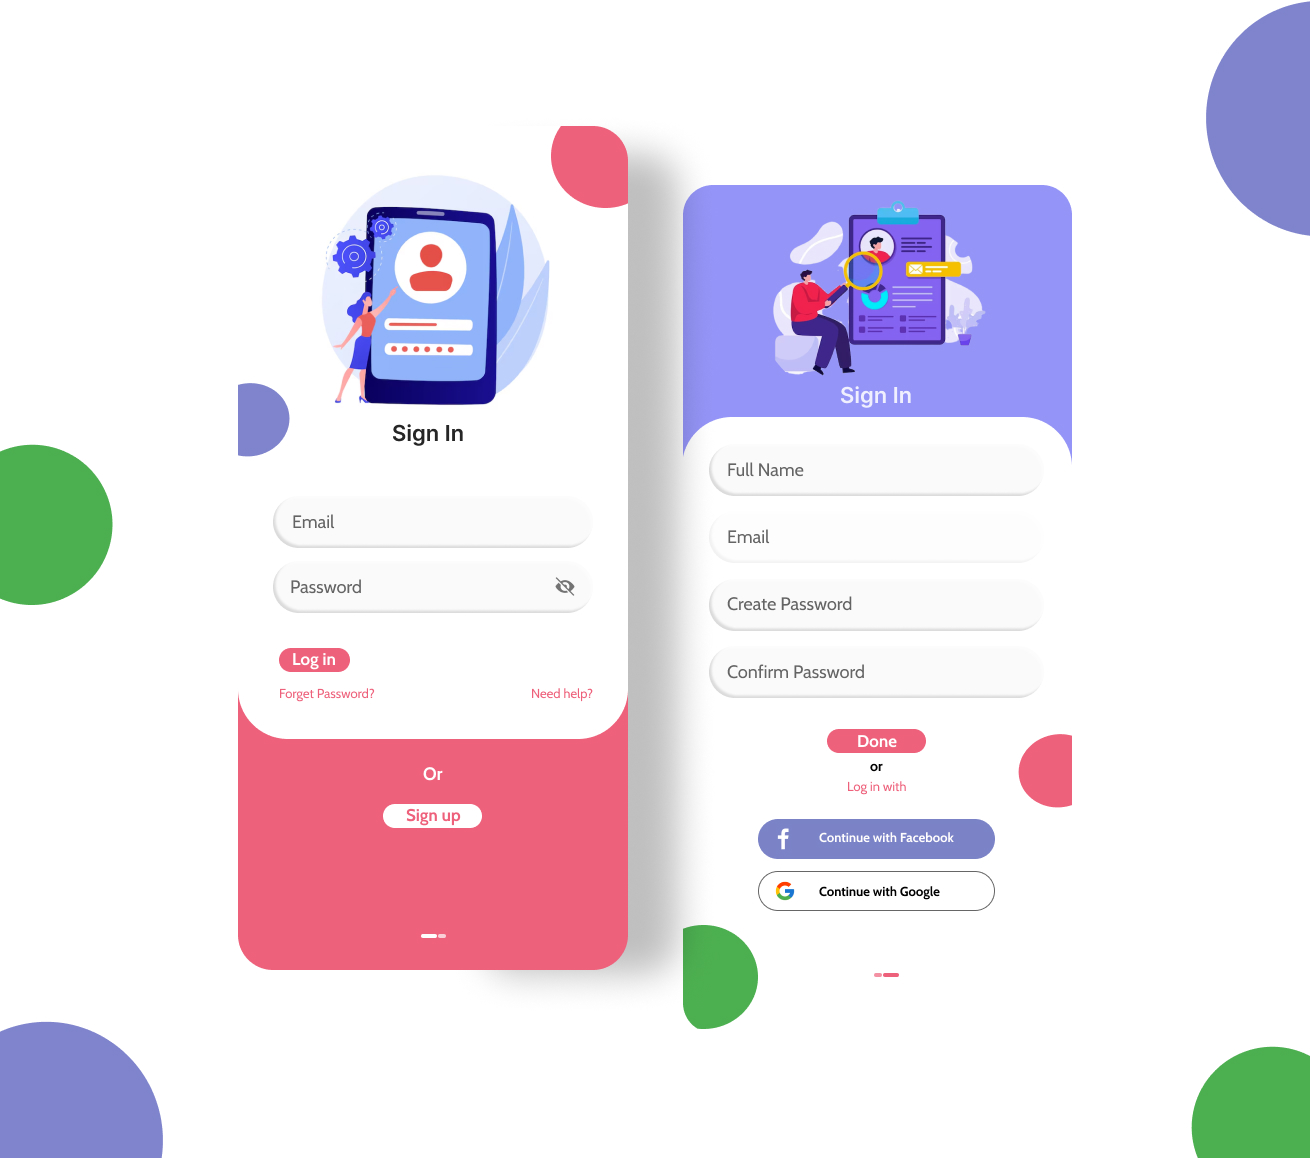 Sign In
Email
Password
Log in
Forget Password?
Need help?
Or
Sign up
Sign In
Full Name
Email
Create Password
Confirm Password
Done
or
Log in with
Continue with Facebook
Continue with Google